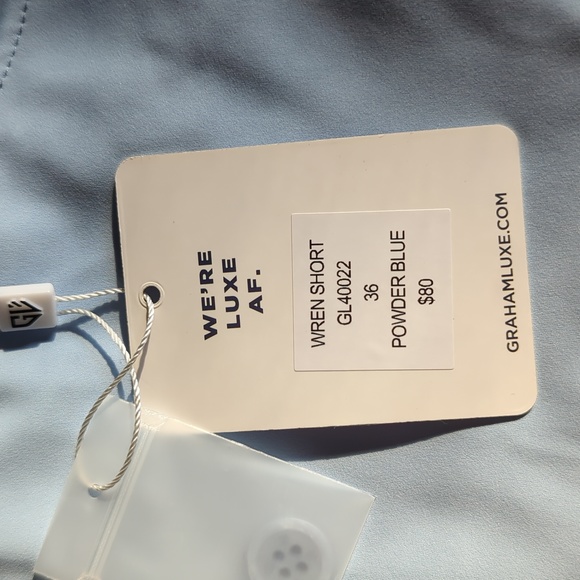 WE'RE
LUXE
AF.
WREN SHORT
GL40022
36
POWDER BLUE
$80
GRAHAMLUXE.COM